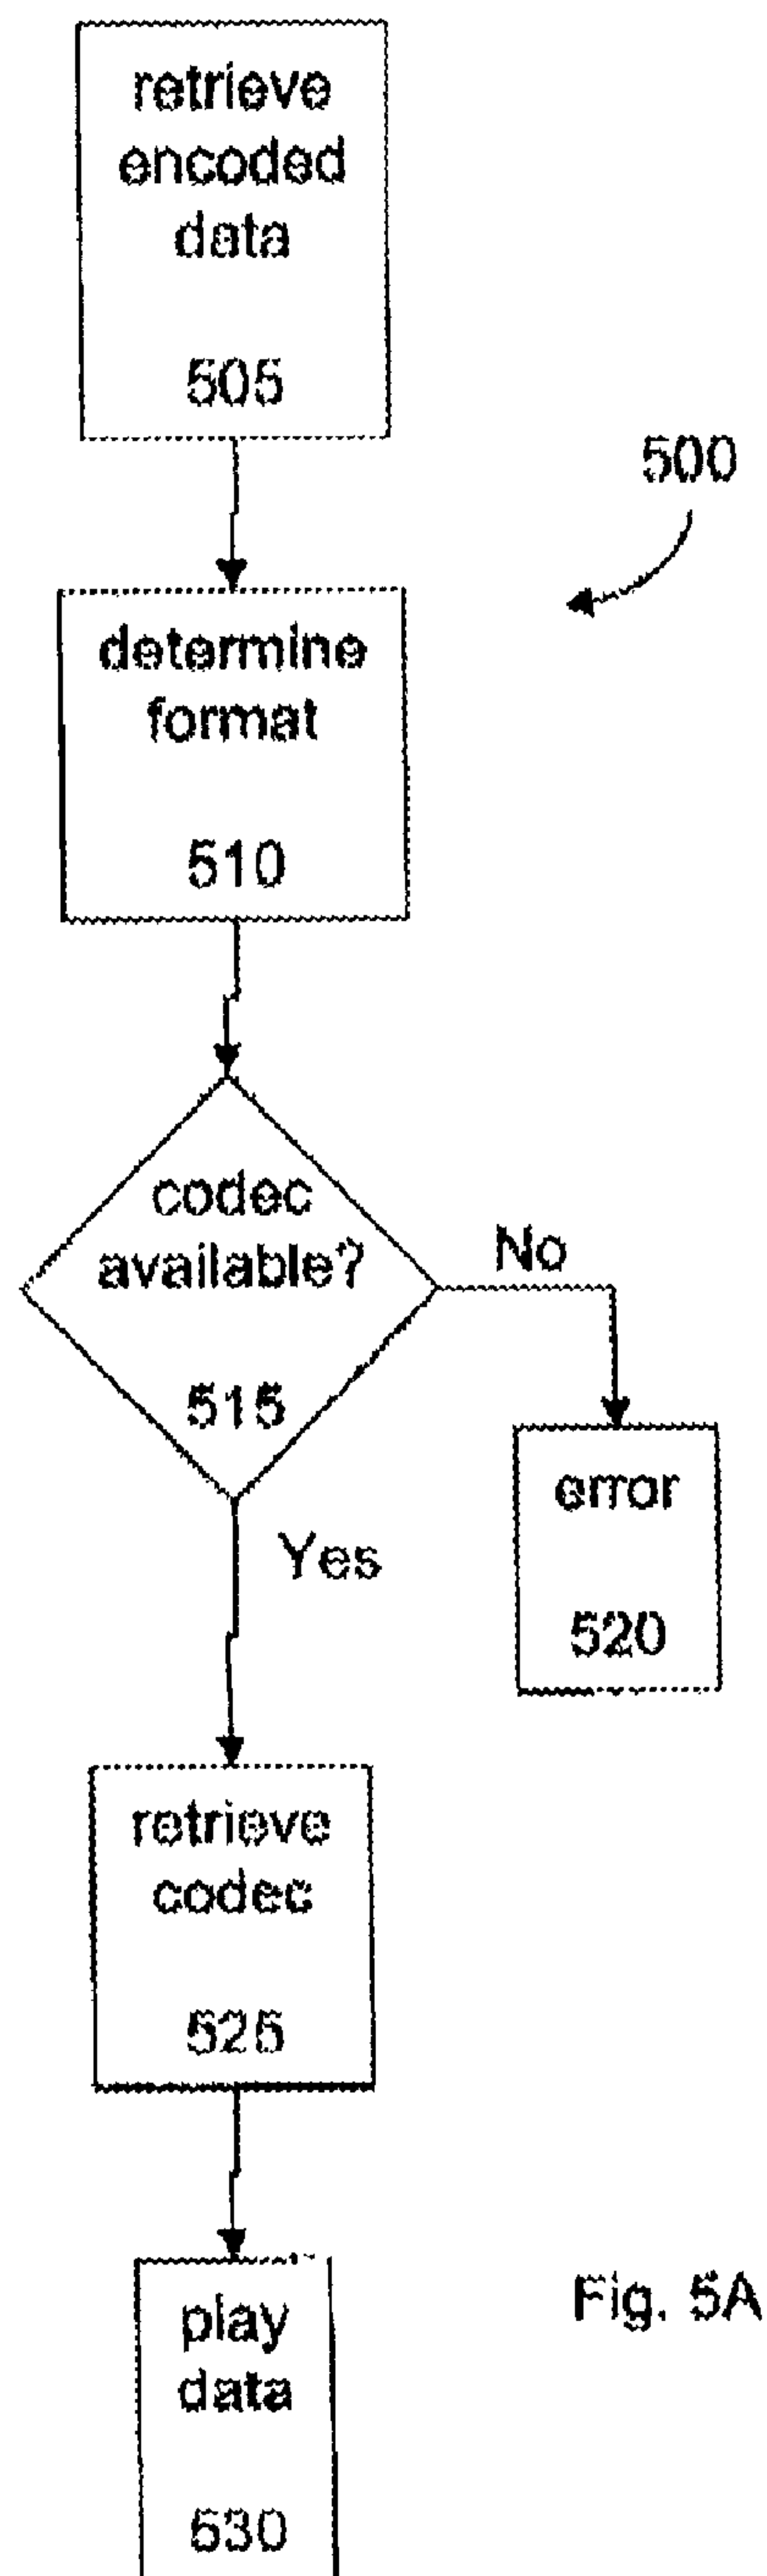 retrieve
encoded
data
505
500
determine
format
510
codec
available?
515
No
error
520
Yes
retrieve
codec
525
play
data
530
Fig. 5A